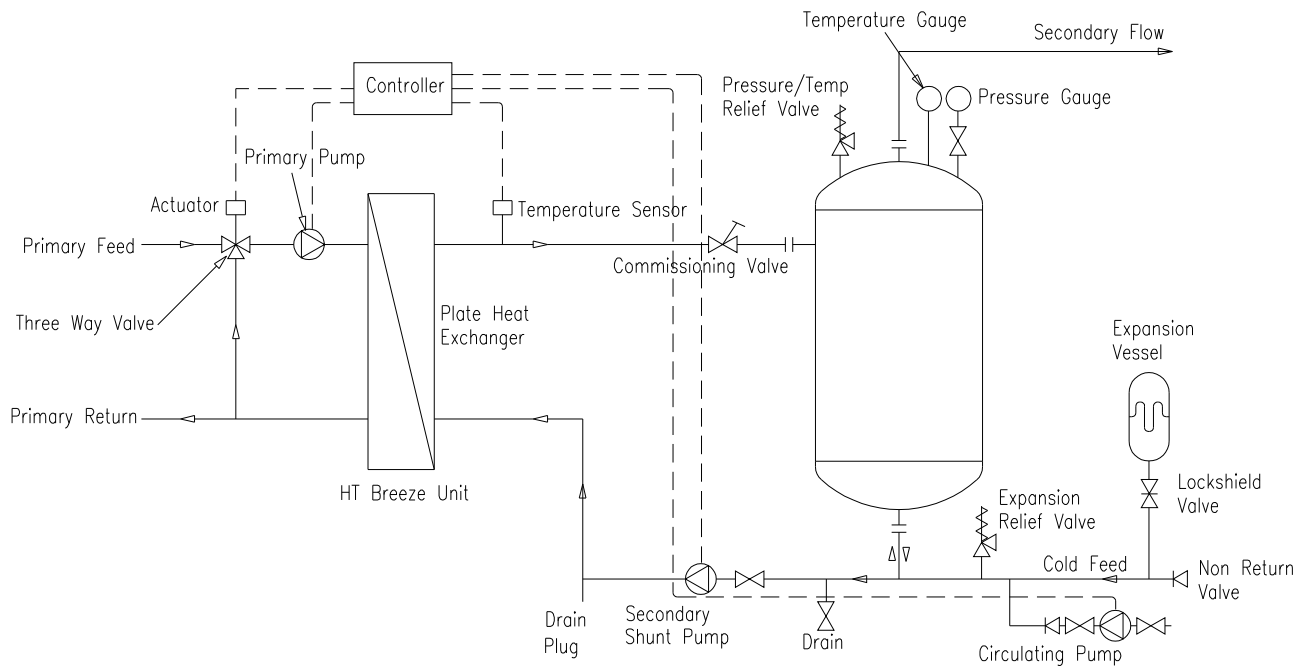 Temperature Gauge
Secondary Flow
Controller
Pressure/Temp
Relief Valve
Pressure Gauge
Primary Pump
Actuator
Temperature Sensor
Primary Feed
Commissioning Valve
Three Way Valve
Plate Heat
Exchanger
Expansion
Vessel
Primary Return
HT Breeze Unit
Lockshield
Valve
Expansion
Relief Valve
Cold Feed
Non Return
Valve
Drain
Plug
Secondary
Shunt Pump
Drain
Circulating Pump